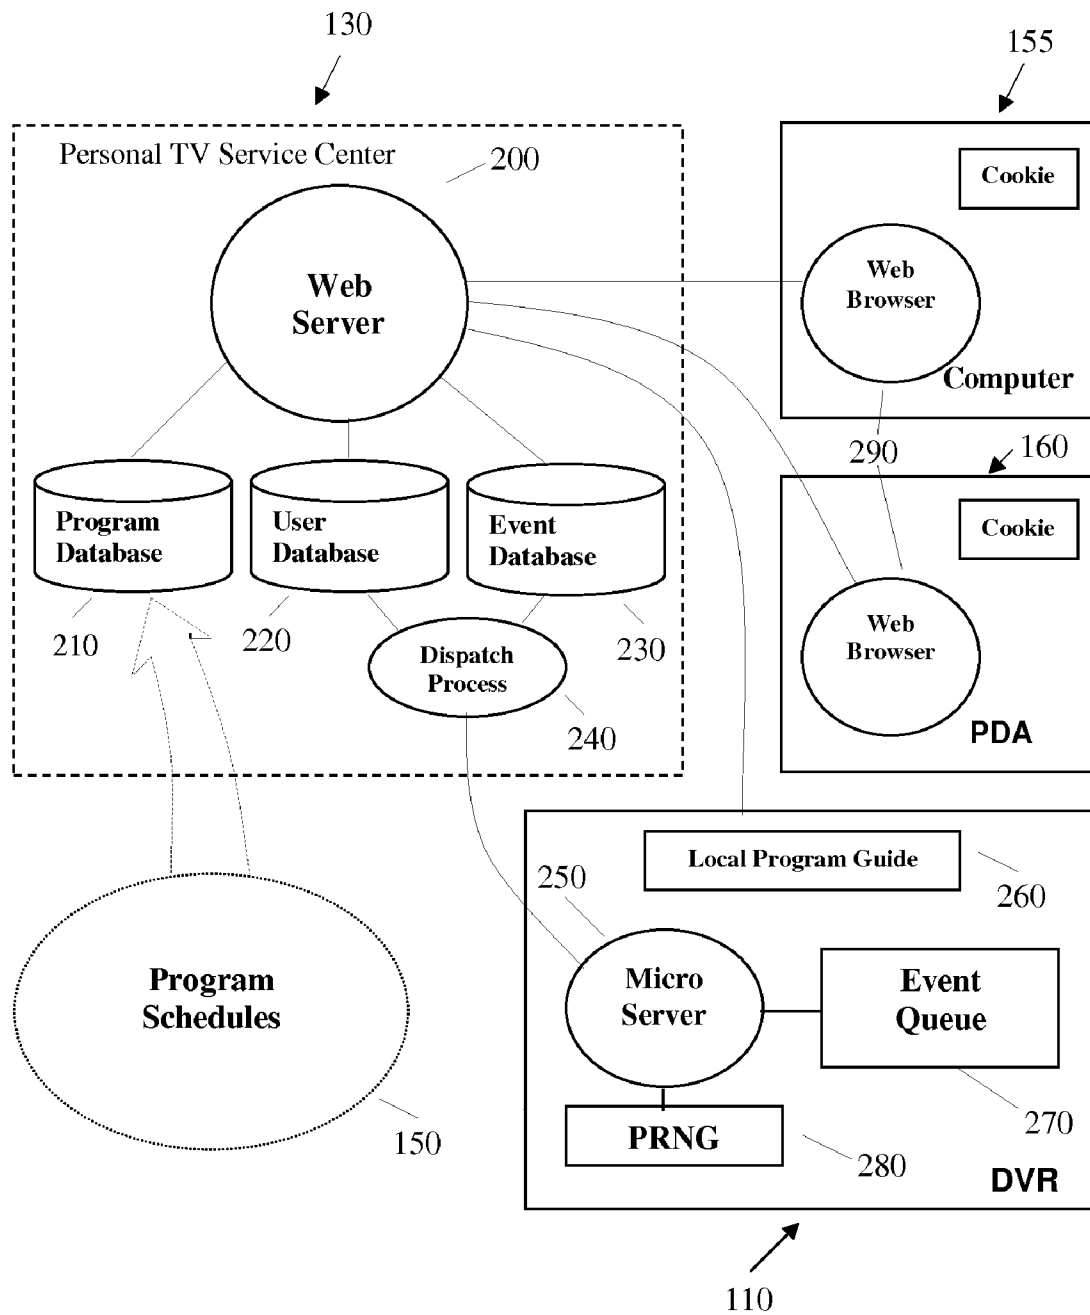 130
155
Personal TV Service Center
200
Cookie
Web
Server
Web
Browser
Computer
290
160
Program
Database
User
Database
Event
Database
Cookie
210
220
230
Dispatch
Process
240
Web
Browser
PDA
Local Program Guide
250
260
Program
Schedules
Micro
Server
Event
Queue
150
PRNG
280
270
DVR
110